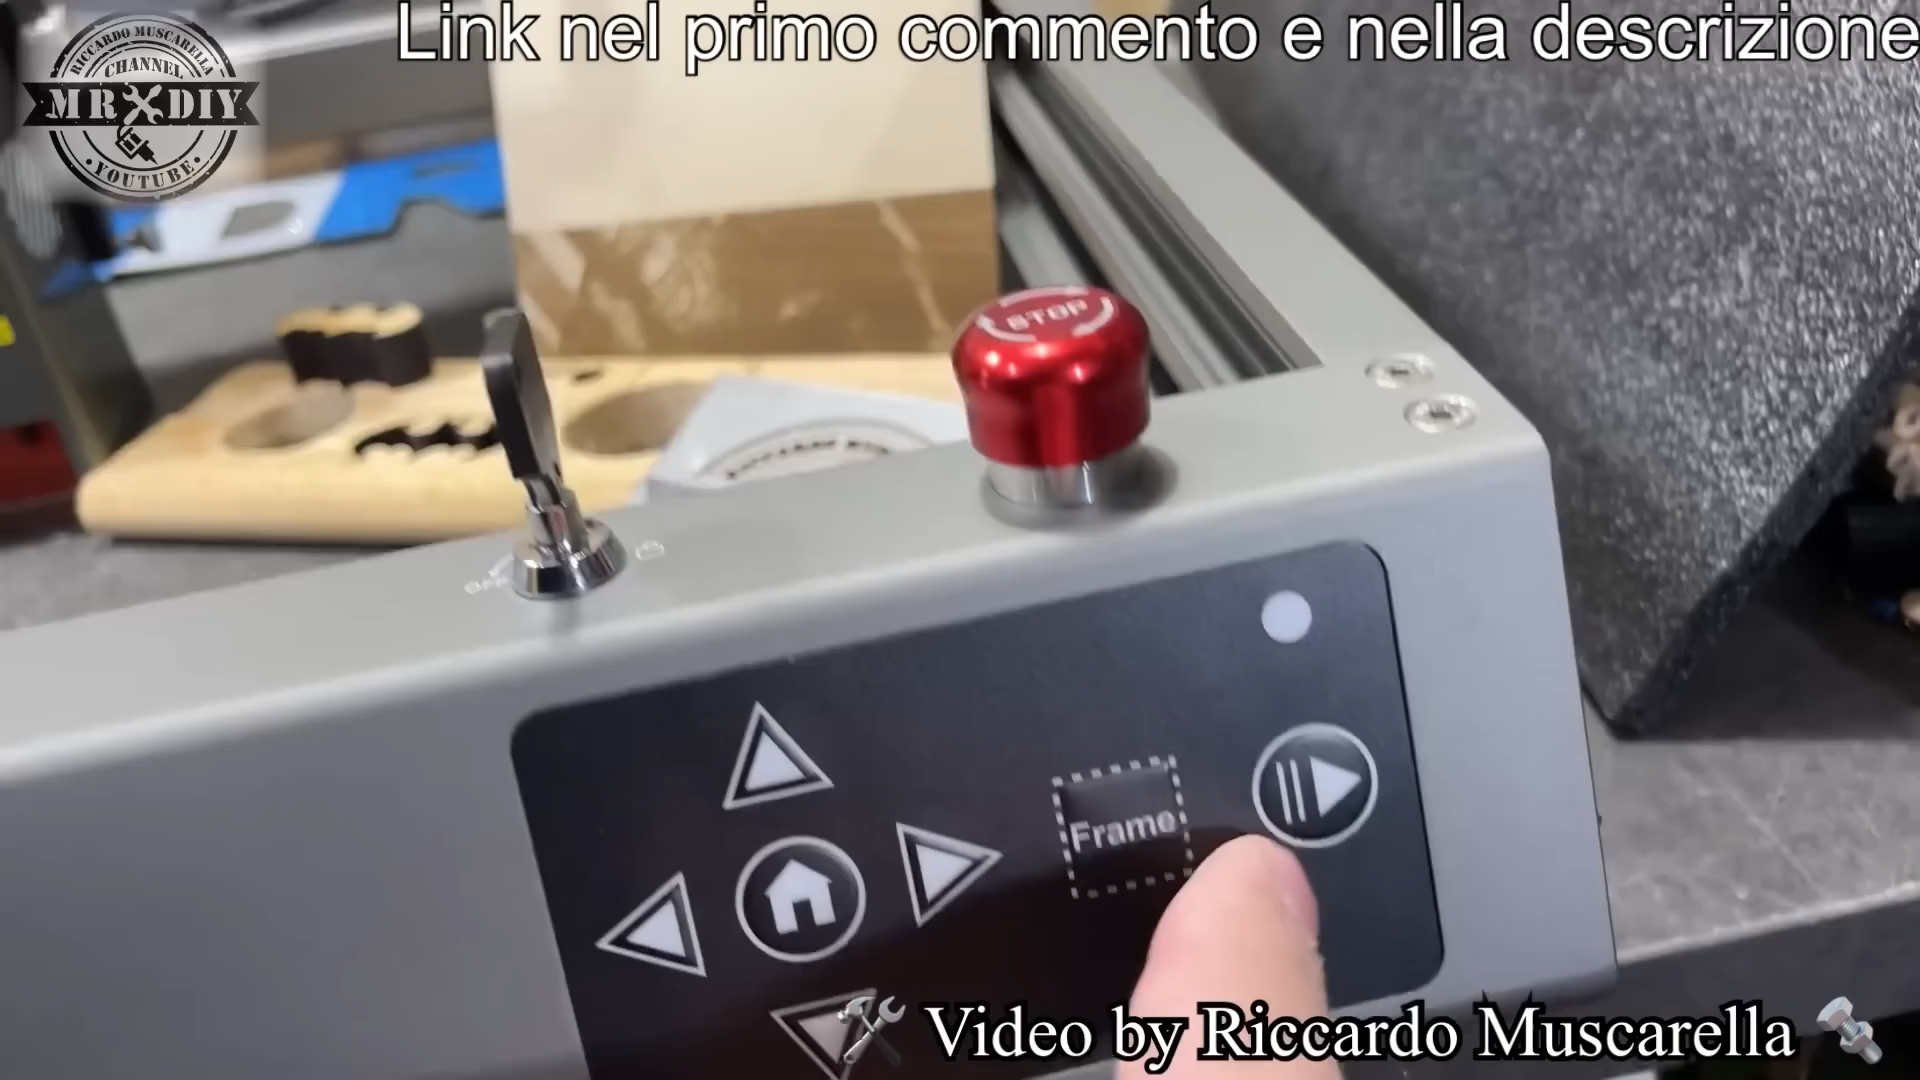 Link nel primo commento e nella descrizione
RICCARDO MUSCARELLA
CHANNEL
MR DIY
YOUTUBE
STOP
Frame
Video by Riccardo Muscarella